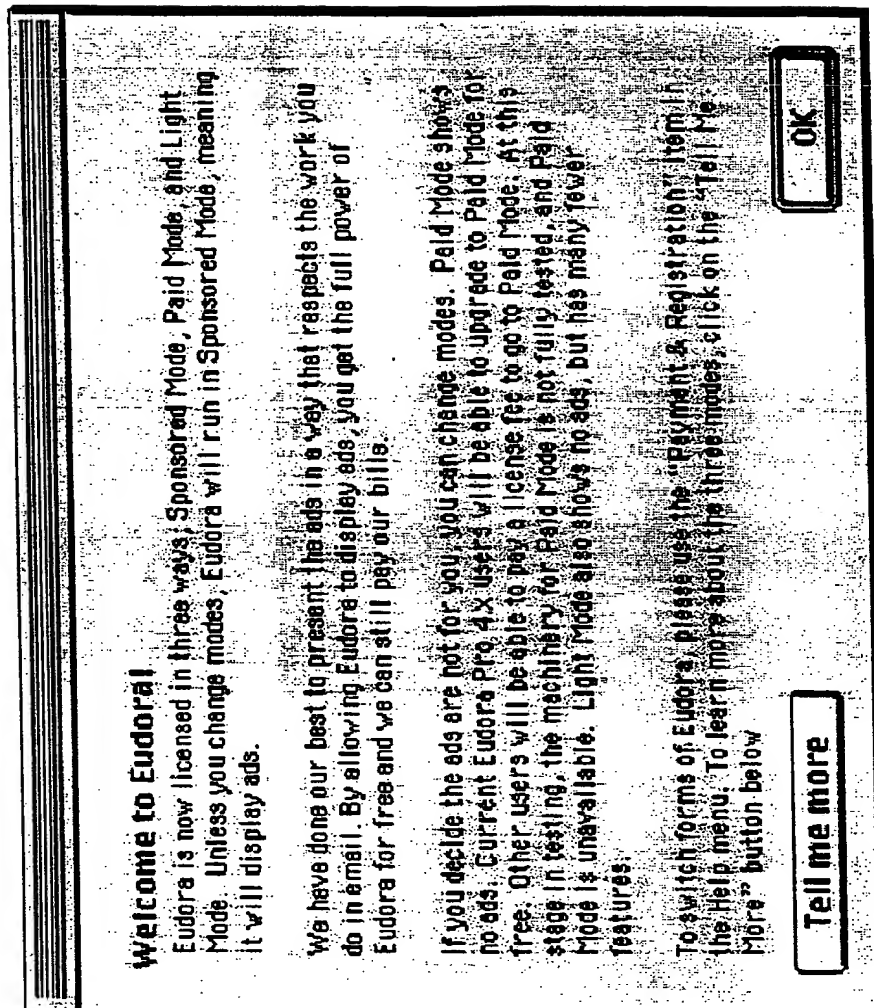 Welcome to Eudora!
Eudora is now licensed in three ways; Sponsored Mode, Paid Mode, and Light
Mode. Unless you change modes, Eudora will run in Sponsored Mode, meaning
it will display ads.
We have done our best to present the ads in a way that respects the work you
do in email. By allowing Eudora to display ads, you get the full power of
Eudora for free and we can still pay our bills.
If you decide the ads are not for you, you can change modes. Paid Mode shows
no ads. Current Eudora Pro 4.X users will be able to upgrade to Paid Mode for
free. Other users will be able to pay a license fee to go to Paid Mode. At this
stage in testing, the machinery for Paid Mode is not fully tested, and Paid
Mode is unavailable. Light Mode also shows no ads, but has many fewer
features
To switch forms of Eudora, please use the "Payment & Registration" item in
the Help menu. To learn more about the three modes, click on the "Tell Me
More" button below
Tell me more
OK